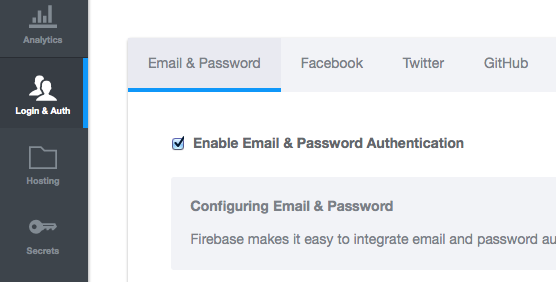 Analytics
Login & Auth
Hosting
Secrets
Email & Password Facebook Twitter GitHub
Enable Email & Password Authentication
Configuring Email & Password
Firebase makes it easy to integrate email and password au